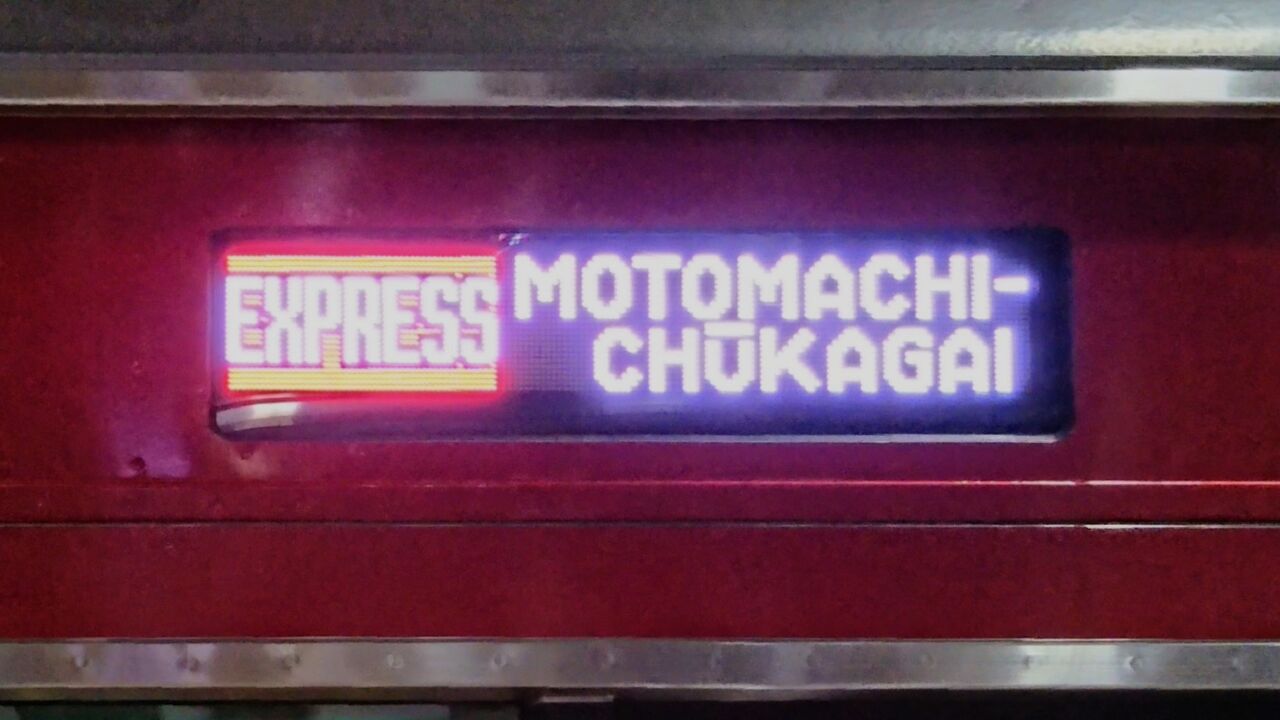 EXPRESS
MOTOMACHI-
CHŪKAGAI